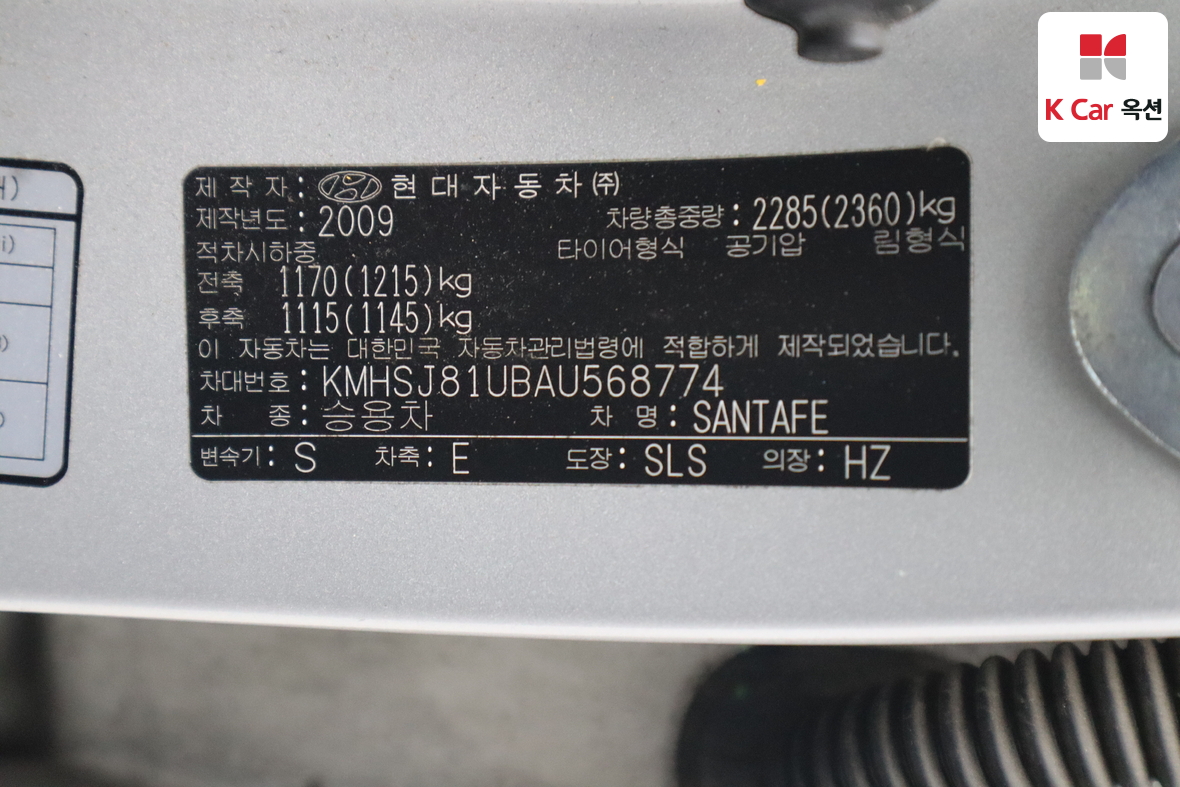 K Car 옥션
제 작 자 : 현 대 자 동 차 ㈜
제작년도 : 2009 차량총중량 : 2285(2360)kg
적차시하중 타이어형식 공기압 림형식
전축 1170(1215)kg
후축 1115(1145)kg
이 자동차는 대한민국 자동차관리법령에 적합하게 제작되었습니다.
차대번호 : KMHSJ81UBAU568774
차 종 : 승용차 차 명 : SANTAFE
변속기 : S 차축 : E 도장 : SLS 의장 : HZ